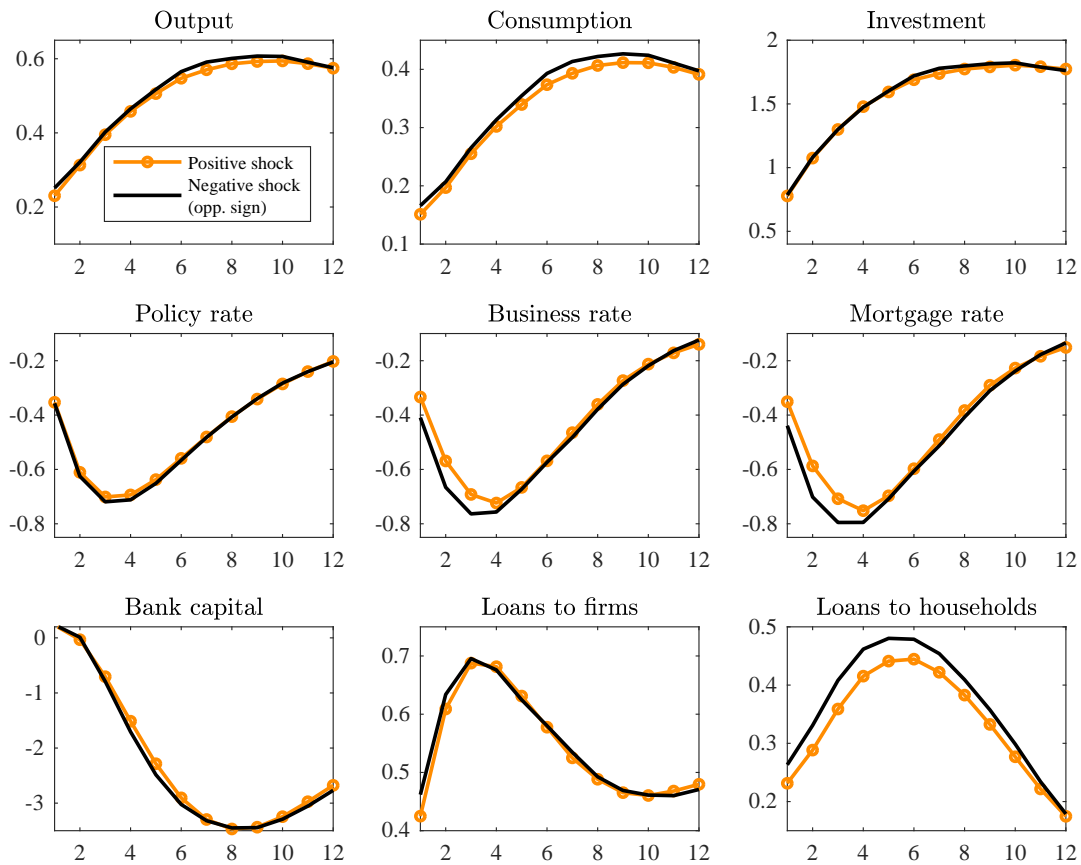 Output
Consumption
Investment
0.6
0.4
0.2
Positive shock
Negative shock
(opp. sign)
2 4 6 8 10 12
0.4
0.3
0.2
0.1
2 4 6 8 10 12
2
1.5
1
0.5
2 4 6 8 10 12
Policy rate
Business rate
Mortgage rate
-0.2
-0.4
-0.6
-0.8
2 4 6 8 10 12
-0.2
-0.4
-0.6
-0.8
2 4 6 8 10 12
-0.2
-0.4
-0.6
-0.8
2 4 6 8 10 12
Bank capital
Loans to firms
Loans to households
0
-1
-2
-3
2 4 6 8 10 12
0.7
0.6
0.5
0.4
2 4 6 8 10 12
0.5
0.4
0.3
0.2
2 4 6 8 10 12